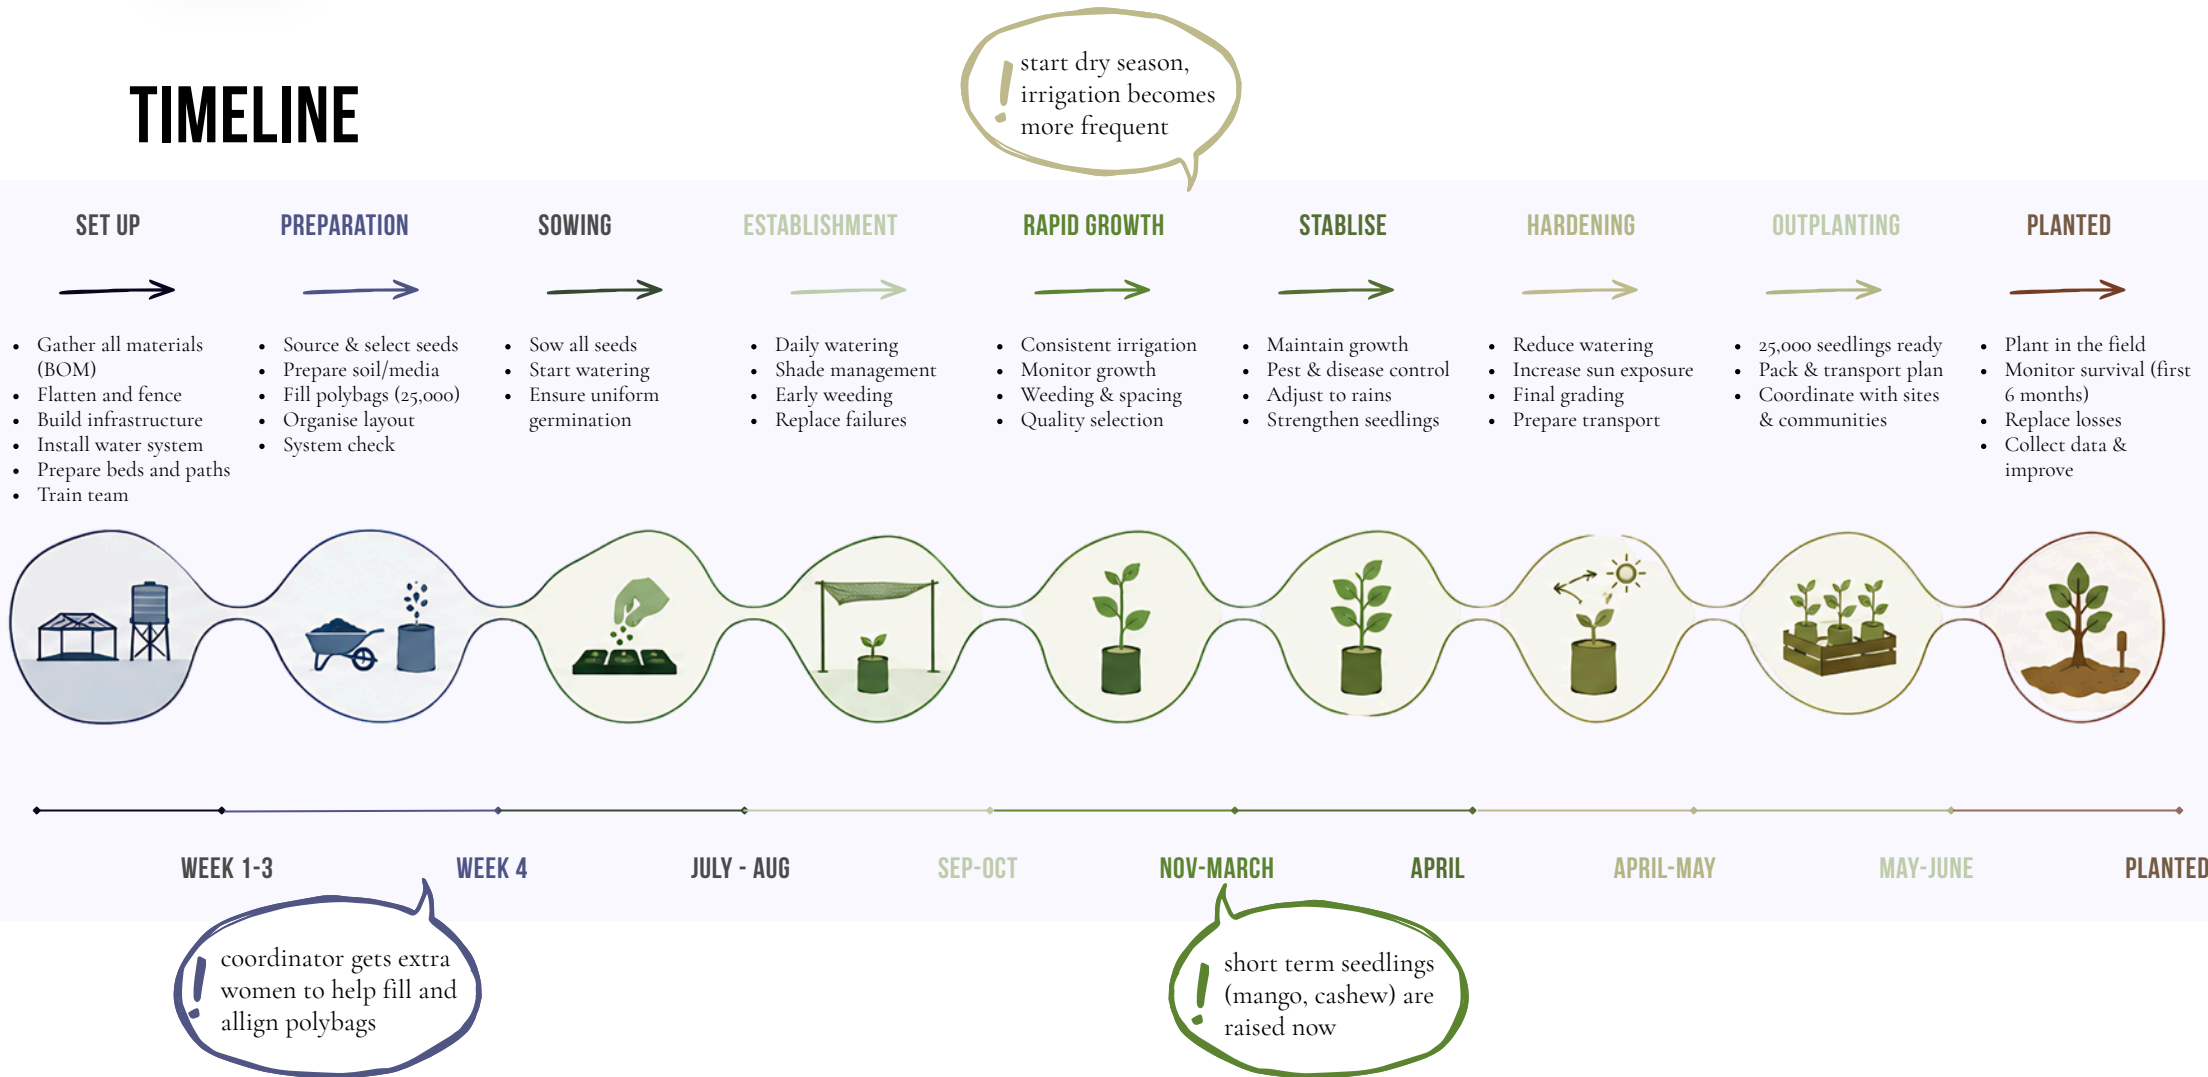 start dry season,
irrigation becomes
more frequent
TIMELINE
SET UP
PREPARATION
SOWING
ESTABLISHMENT
RAPID GROWTH
STABLISE
HARDENING
OUTPLANTING
PLANTED
Gather all materials
(BOM)
Flatten and fence
Build infrastructure
Install water system
Prepare beds and paths
Train team
Source & select seeds
Prepare soil/media
Fill polybags (25,000)
Organise layout
System check
Sow all seeds
Start watering
Ensure uniform
germination
Daily watering
Shade management
Early weeding
Replace failures
Consistent irrigation
Monitor growth
Weeding & spacing
Quality selection
Maintain growth
Pest & disease control
Adjust to rains
Strengthen seedlings
Reduce watering
Increase sun exposure
Final grading
Prepare transport
25,000 seedlings ready
Pack & transport plan
Coordinate with sites
& communities
Plant in the field
Monitor survival (first
6 months)
Replace losses
Collect data &
improve
WEEK 1-3
WEEK 4
JULY - AUG
SEP-OCT
NOV-MARCH
APRIL
APRIL-MAY
MAY-JUNE
PLANTED
coordinator gets extra
women to help fill and
allign polybags
short term seedlings
(mango, cashew) are
raised now